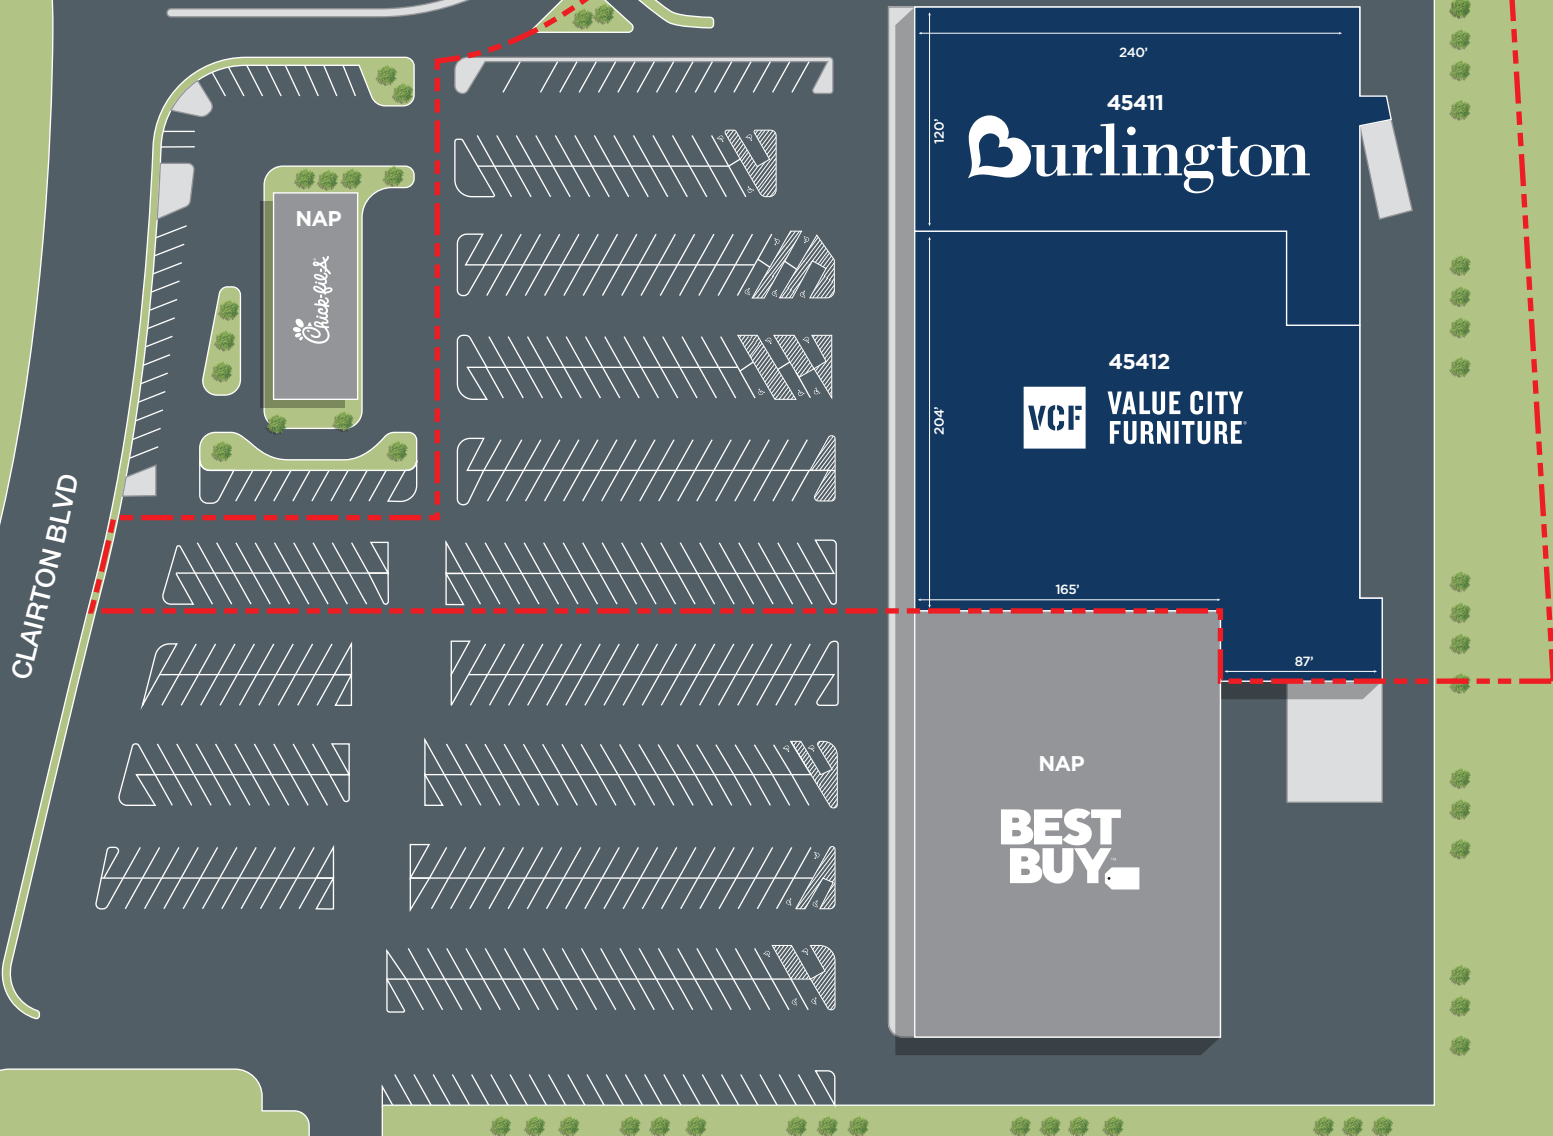 240’
45411
120’
Burlington
NAP
Chick-fil-A
45412
204’
VCF
VALUE CITY
FURNITURE
CLAIRTON BLVD
165’
87’
NAP
BEST
BUY